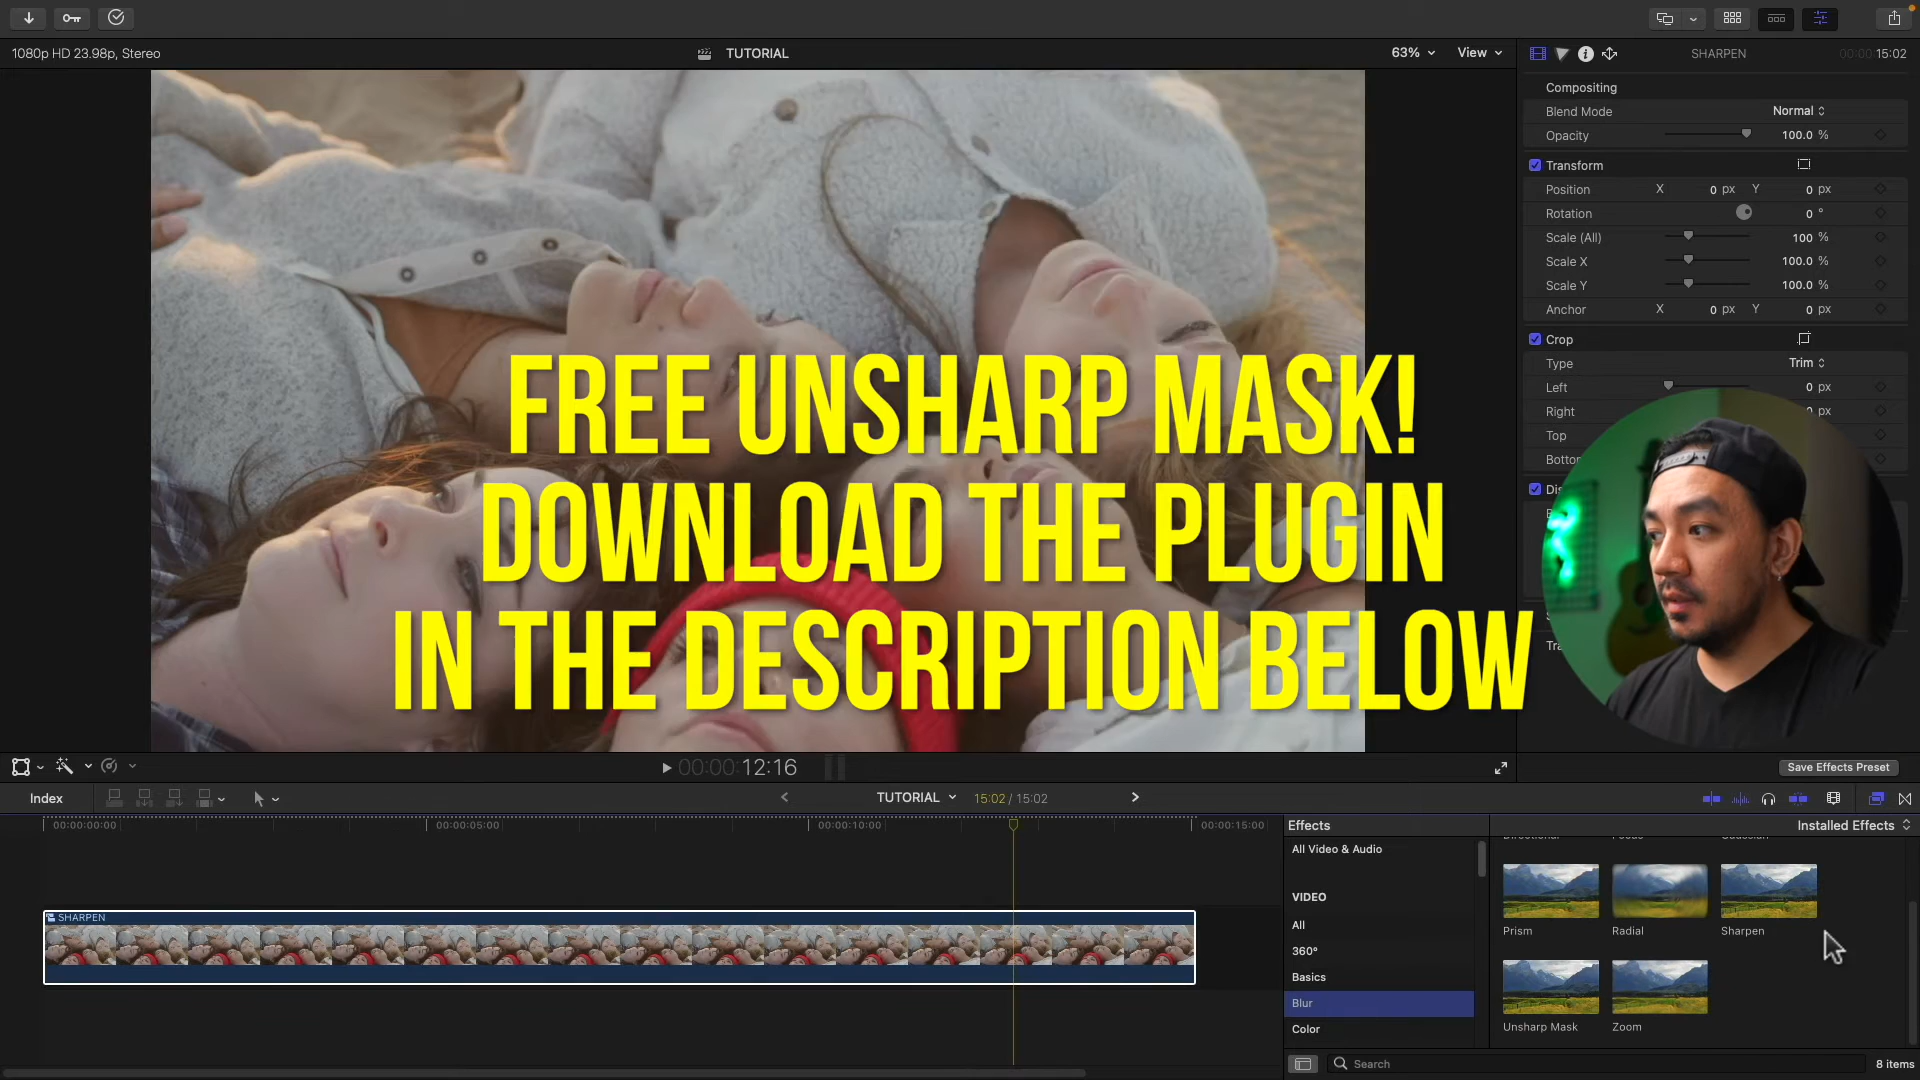 1080p HD 23.98p, Stereo
TUTORIAL
63%
View
SHARPEN
00:00:15:02
Compositing
Blend Mode
Normal
Opacity
100.0 %
Transform
Position
X
0 px
Y
0 px
Rotation
0 °
Scale (All)
100 %
Scale X
100.0 %
Scale Y
100.0 %
Anchor
X
0 px
Y
0 px
Crop
Type
Trim
Left
0 px
Right
px
Top
FREE UNSHARP MASK!
DOWNLOAD THE PLUGIN
IN THE DESCRIPTION BELOW
00:00:12:16
Save Effects Preset
Index
TUTORIAL
15:02 / 15:02
00:00:00:00
00:00:05:00
00:00:10:00
00:00:15:00
SHARPEN
Effects
Installed Effects
All Video & Audio
VIDEO
All
360°
Basics
Blur
Color
Prism
Radial
Sharpen
Unsharp Mask
Zoom
Search
8 items